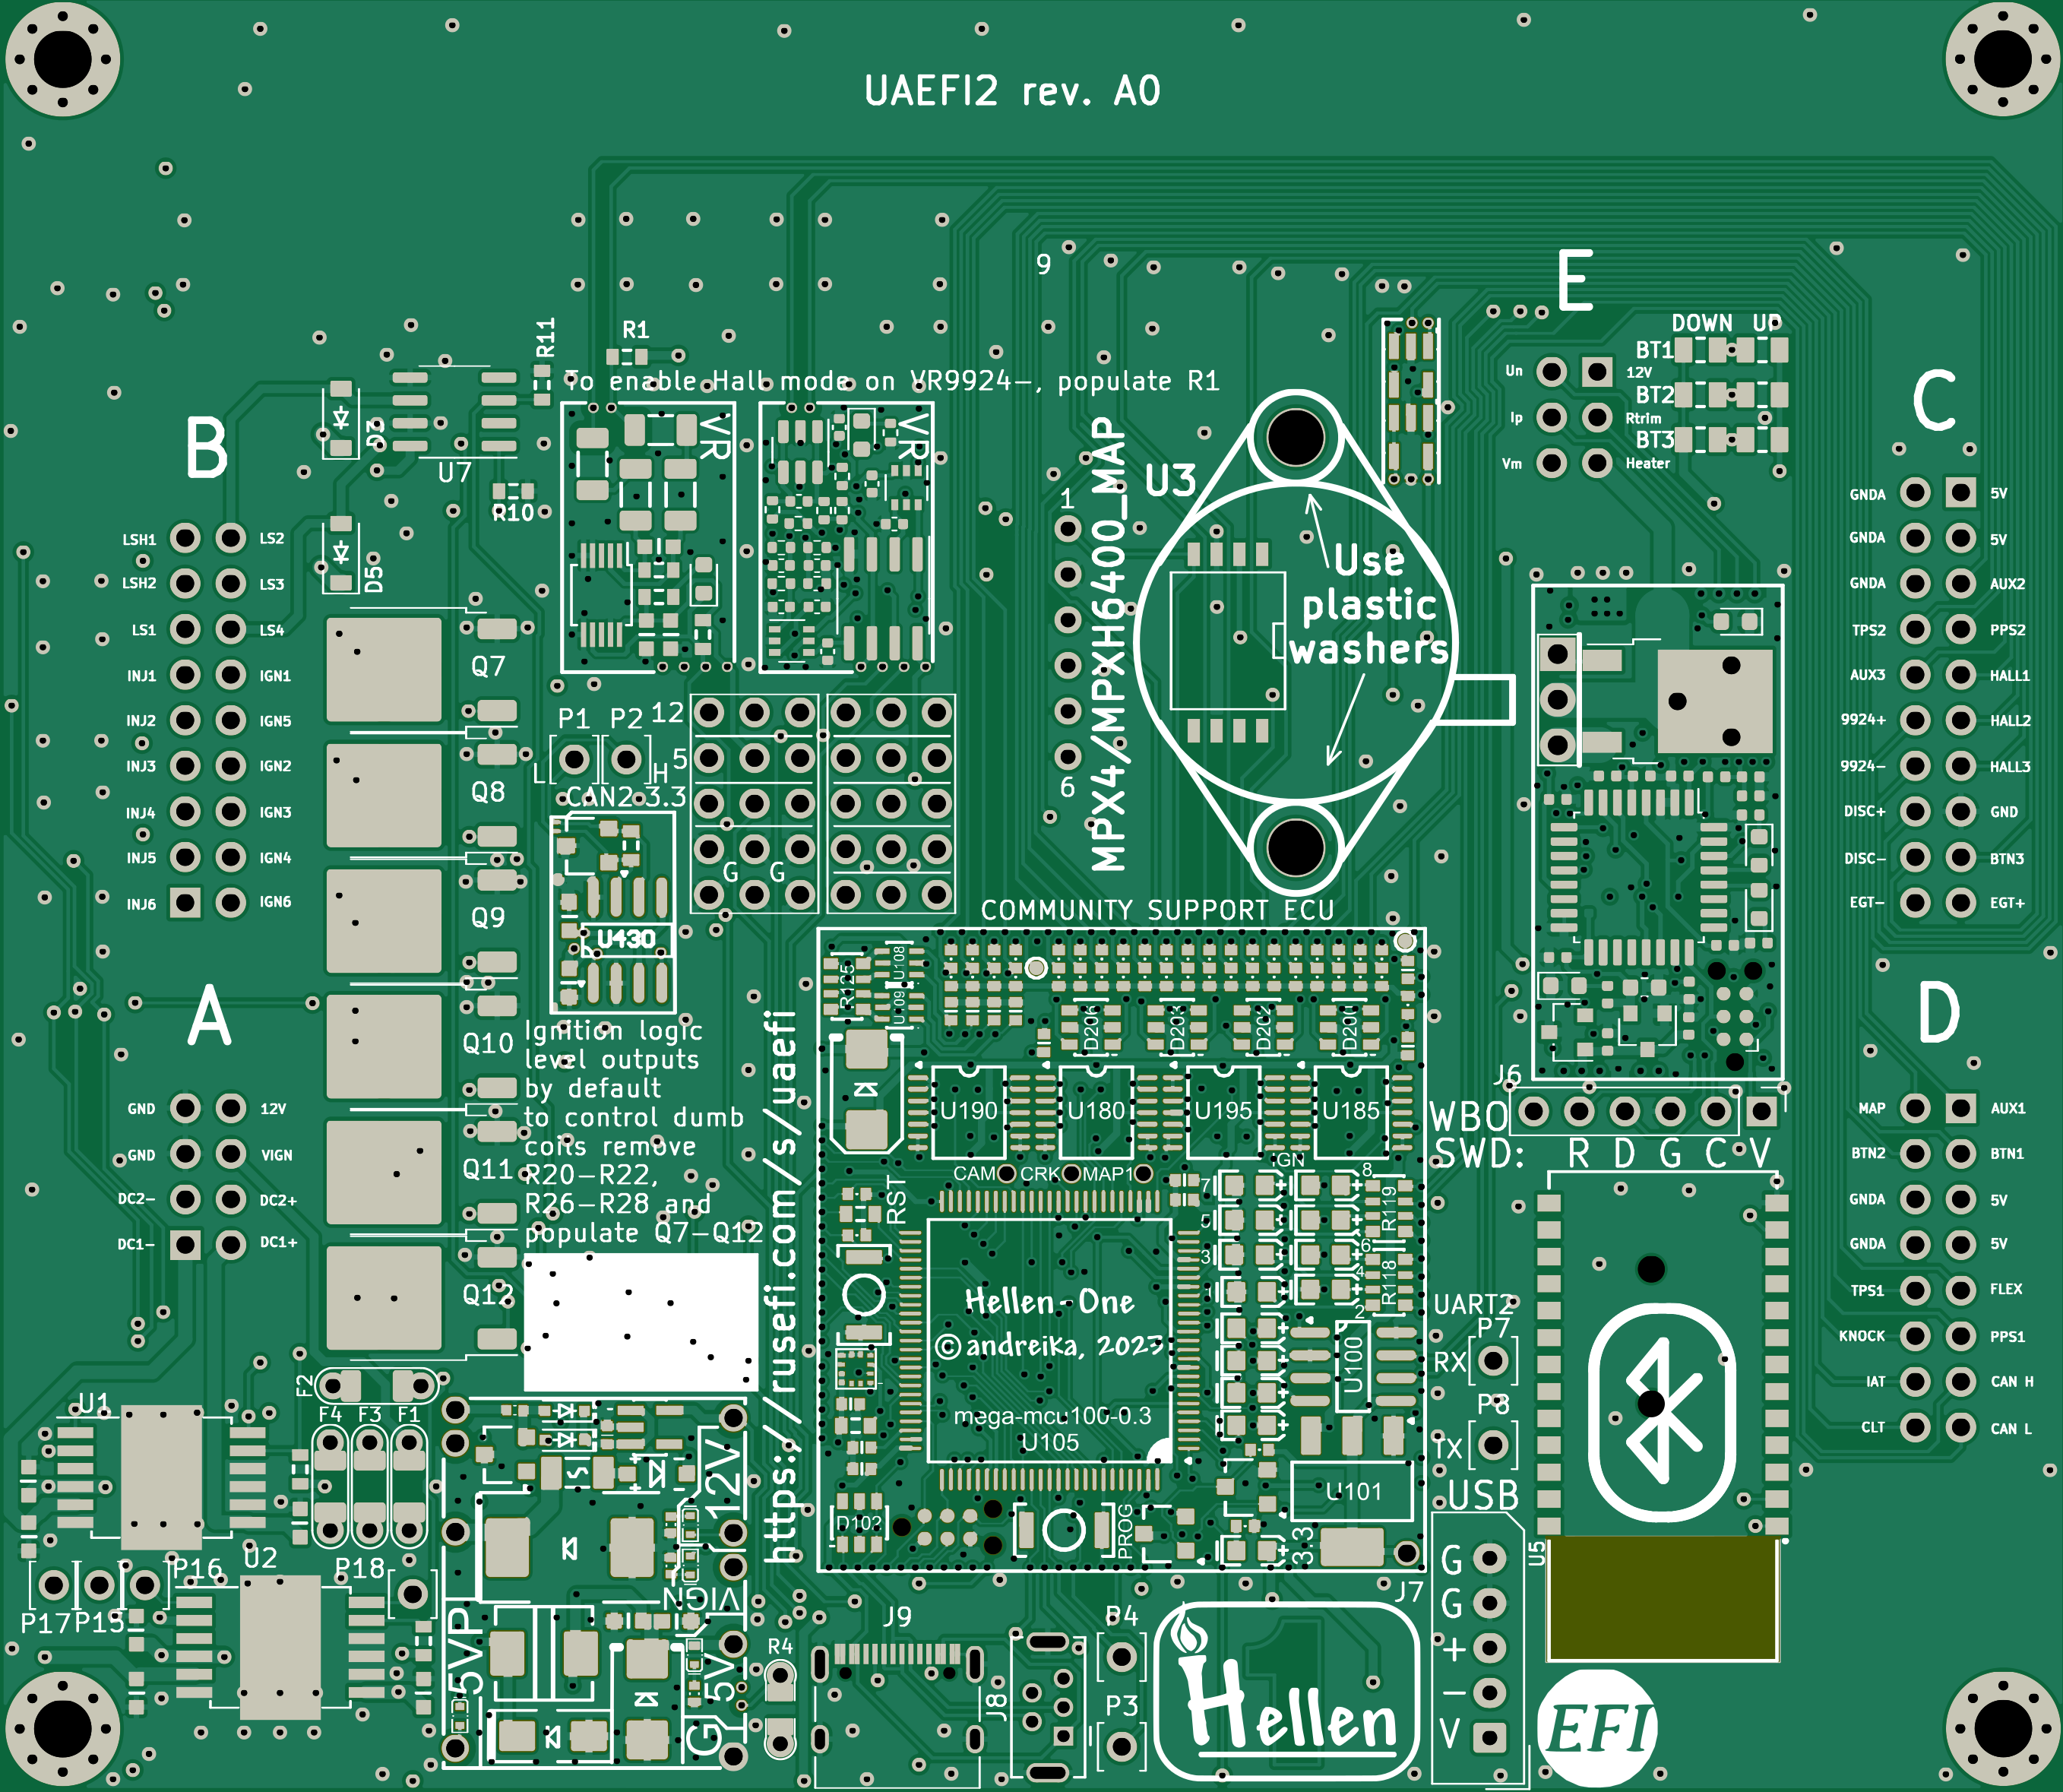 UAEFI2 rev. A0
9
E
DOWN UP
BT1
BT2
BT3
Un 12V
Ip Rtrim
Vm Heater
R11
R1
To enable Hall mode on VR9924-, populate R1
B
C
U7
R10
D5
VR
VR
U3
MPX4/MPXH6400_MAP
1
6
Use
plastic
washers
LSH1 LS2
LSH2 LS3
LS1 LS4
INJ1 IGN1
INJ2 IGN5
INJ3 IGN2
INJ4 IGN3
INJ5 IGN4
INJ6 IGN6
GNDA 5V
GNDA 5V
GNDA AUX2
TPS2 PPS2
AUX3 HALL1
9924+ HALL2
9924- HALL3
DISC+ GND
DISC- BTN3
EGT- EGT+
Q7
Q8
Q9
Q10
Q11
Q12
P1 P2
L H
CAN2
12
5
3.3
G G
U430
COMMUNITY SUPPORT ECU
A
D
GND 12V
GND VIGN
DC2- DC2+
DC1- DC1+
Ignition logic
level outputs
by default
to control dumb
coils remove
R20-R22,
R26-R28 and
populate Q7-Q12
https://rusefi.com/s/uaefi
R125
U108
U109
D206 D203 D202 D200
U190 U180 U195 U185
CAM CRK MAP1
IGN
RST
7 8
5 6
3 4
1 2
R119
R118
Hellen-One
©andreika, 2023
mega-mcu100-0.3
U105
U100
U101
D102
PROG
3.3
J6
WBO
SWD: R D G C V
MAP AUX1
BTN2 BTN1
GNDA 5V
GNDA 5V
TPS1 FLEX
KNOCK PPS1
IAT CAN H
CLT CAN L
UART2
P7
RX
P8
TX
USB
G
G
+
-
V
U5
J7
F2
F4 F3 F1
U1
U2
P16
P17 P15
P18
12V
VIGN
5VP
5V
G
R4
J9
J8
P4
P3
1
Hellen
EFI